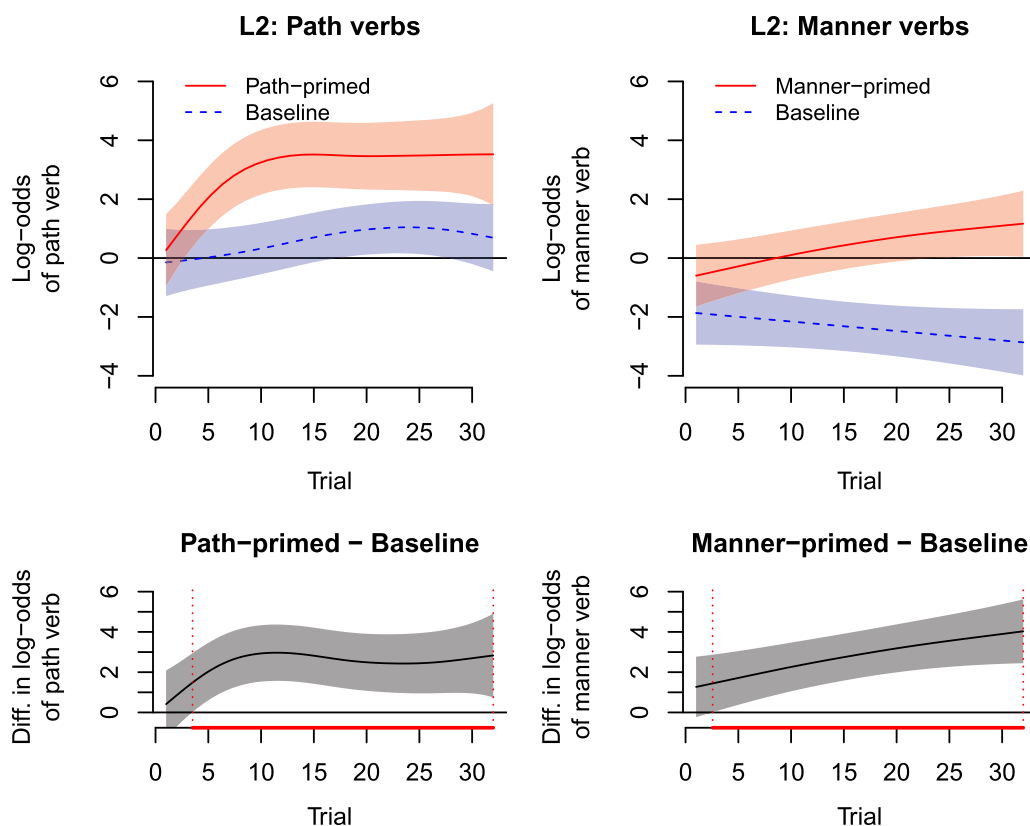 L2: Path verbs
Log−odds
of path verb
6
4
2
0
−2
−4
Path−primed
Baseline
0 5 10 15 20 25 30
Trial
L2: Manner verbs
Log−odds
of manner verb
6
4
2
0
−2
−4
Manner−primed
Baseline
0 5 10 15 20 25 30
Trial
Path−primed − Baseline
Diff. in log−odds
of path verb
6
4
2
0
0 5 10 15 20 25 30
Trial
Manner−primed − Baseline
Diff. in log−odds
of manner verb
6
4
2
0
0 5 10 15 20 25 30
Trial